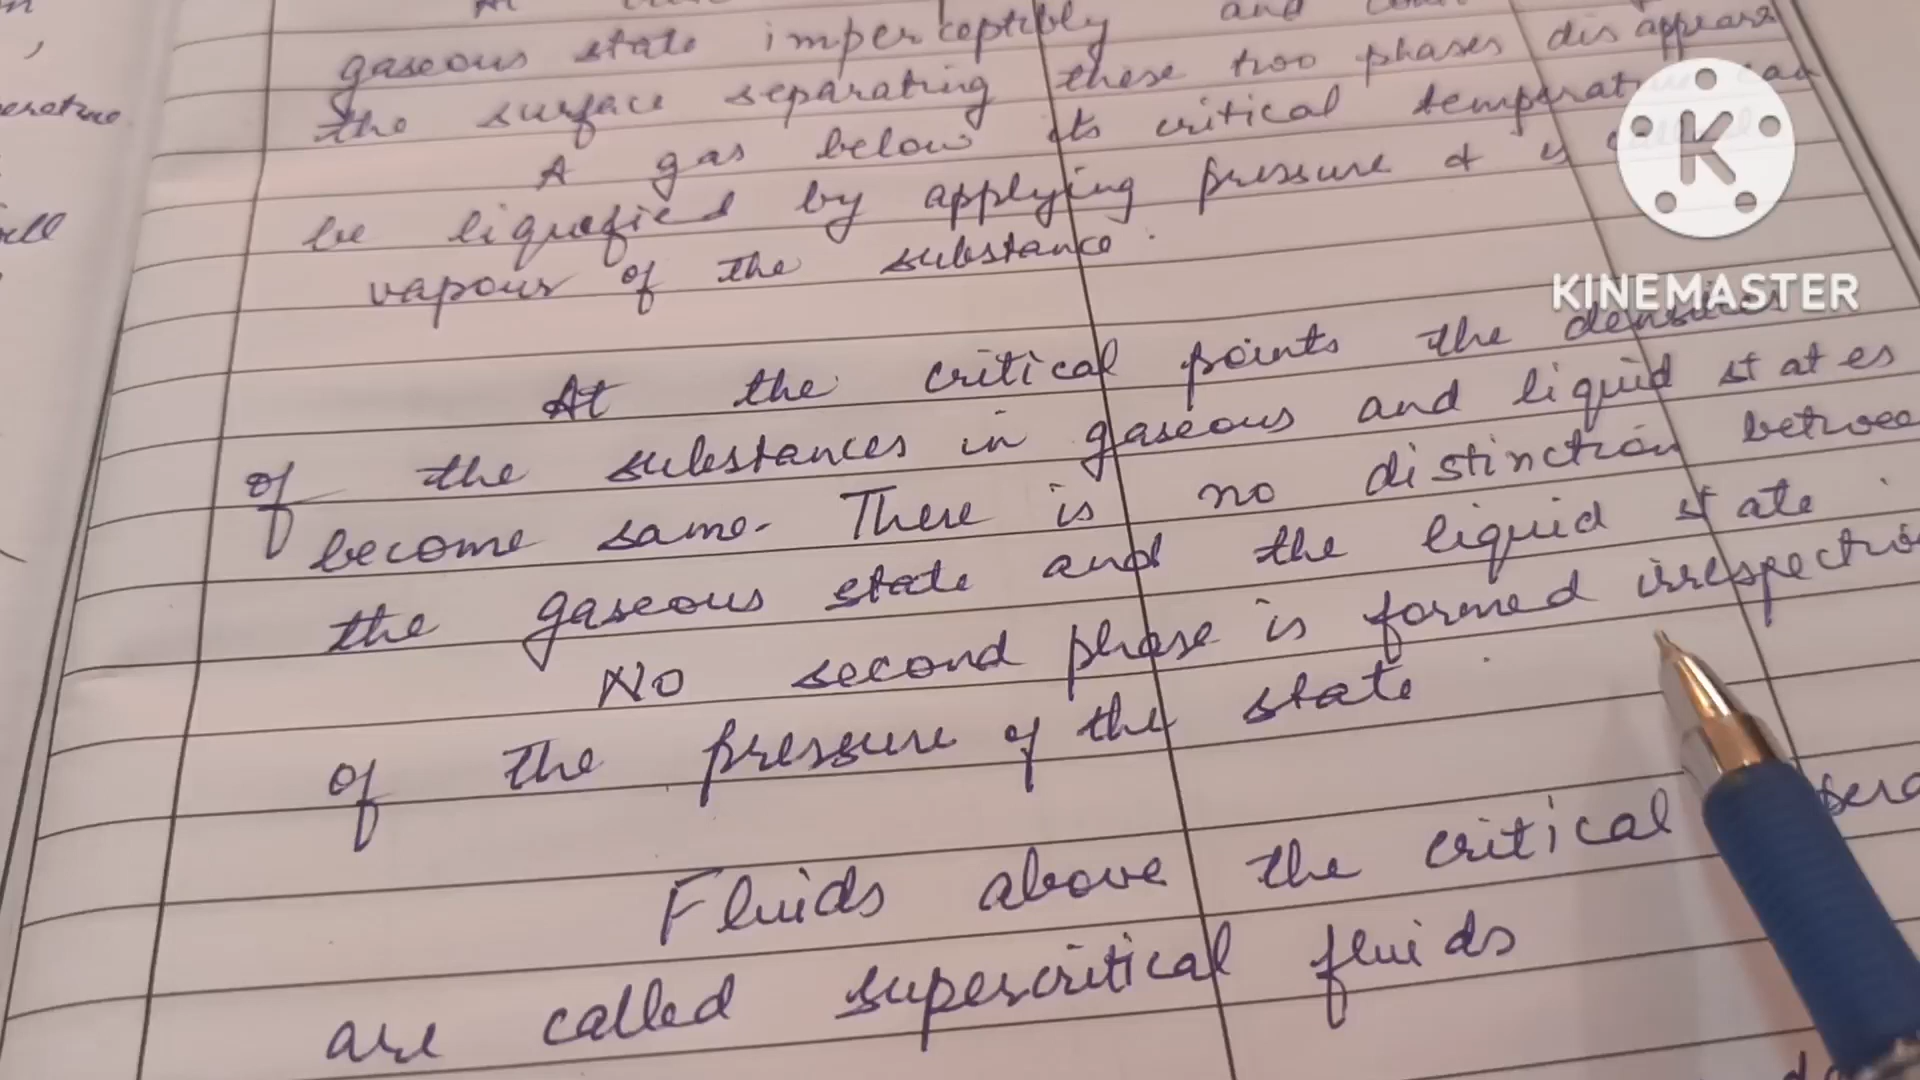 gaseous state imperceptibly and
the surface separating these two phases disappears
A gas below its critical temperature can
be liquefied by applying pressure & is called
vapour of the substance.
At the critical points the densities
of the substances in gaseous and liquid states
become same. There is no distinction between
the gaseous state and the liquid state.
No second phase is formed irrespective
of the pressure of the state
Fluids above the critical
are called supercritical fluids
K
KINEMASTER